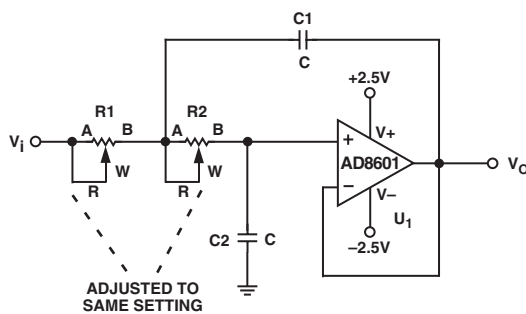 C1
C
+2.5V
R1
R2
Vi
A
B
A
B
+
V+
W
W
AD8601
VO
R
R
–
V–
U1
C2
C
–2.5V
ADJUSTED TO
SAME SETTING